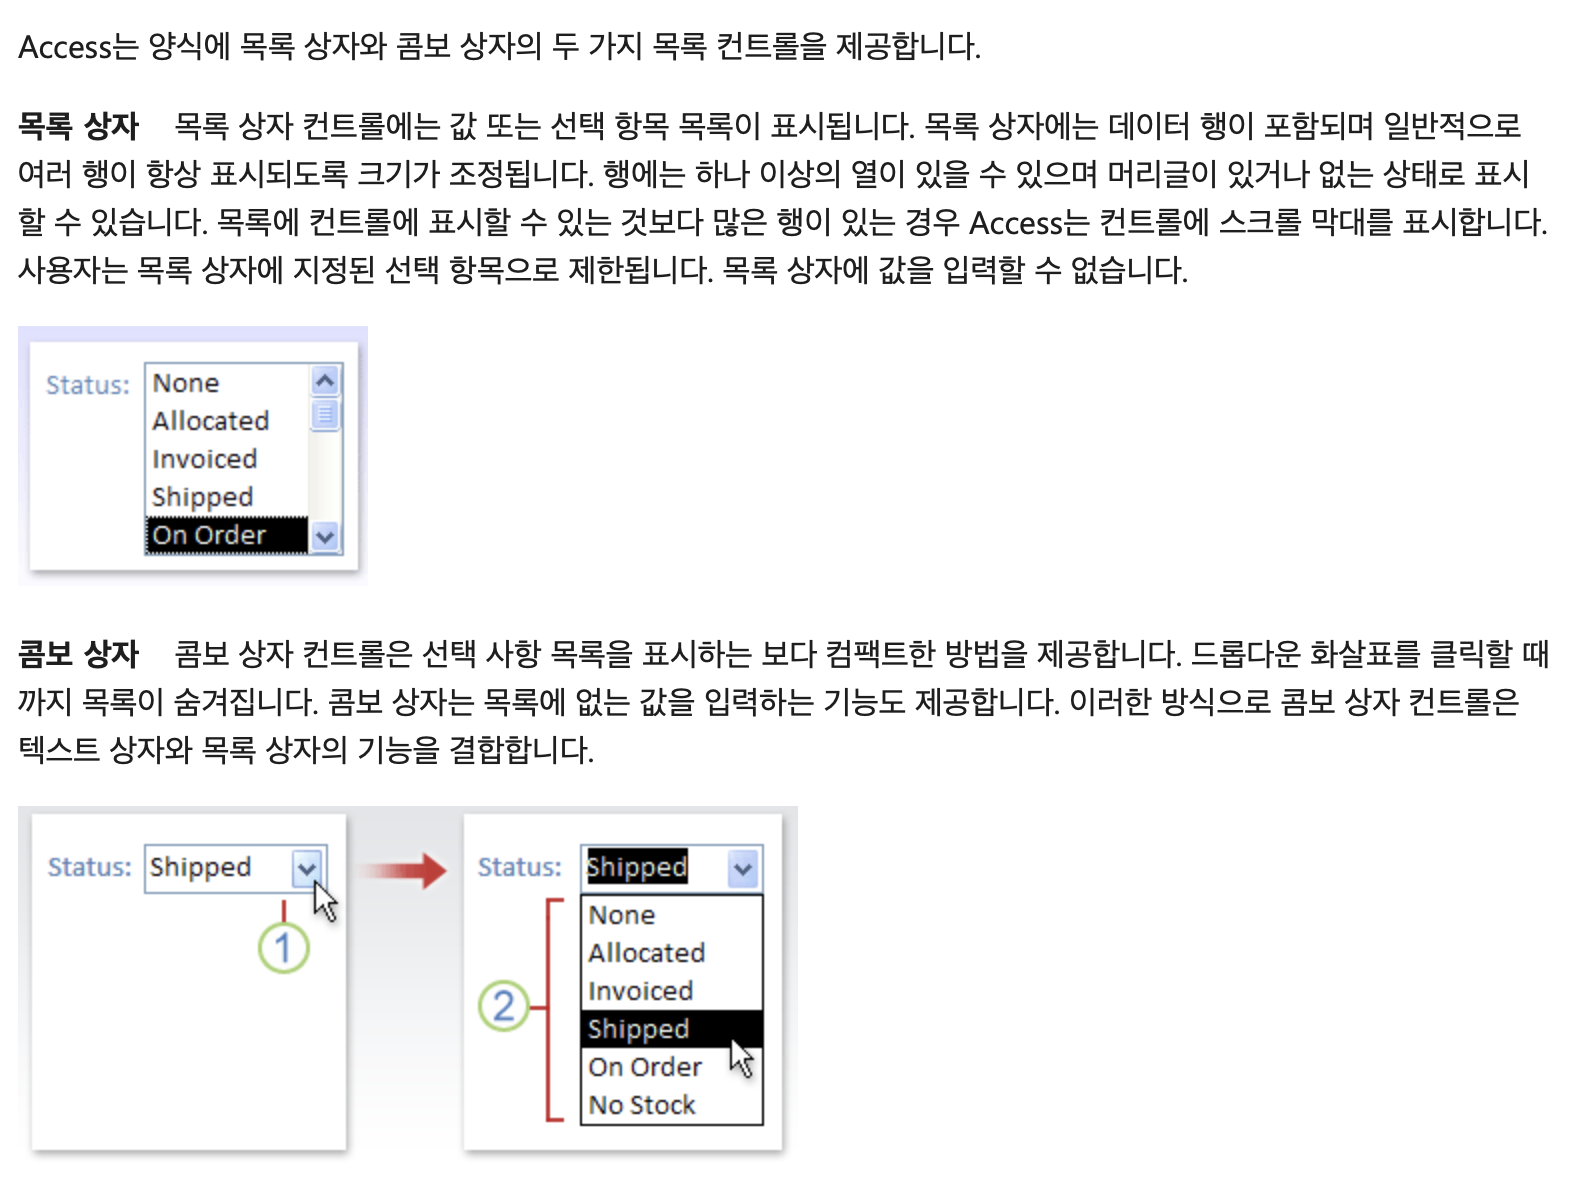 Access는 양식에 목록 상자와 콤보 상자의 두 가지 목록 컨트롤을 제공합니다.
목록 상자 목록 상자 컨트롤에는 값 또는 선택 항목 목록이 표시됩니다. 목록 상자에는 데이터 행이 포함되며 일반적으로
여러 행이 항상 표시되도록 크기가 조정됩니다. 행에는 하나 이상의 열이 있을 수 있으며 머리글이 있거나 없는 상태로 표시
할 수 있습니다. 목록에 컨트롤에 표시할 수 있는 것보다 많은 행이 있는 경우 Access는 컨트롤에 스크롤 막대를 표시합니다.
사용자는 목록 상자에 지정된 선택 항목으로 제한됩니다. 목록 상자에 값을 입력할 수 없습니다.
Status: None
Allocated
Invoiced
Shipped
On Order
콤보 상자 콤보 상자 컨트롤은 선택 사항 목록을 표시하는 보다 컴팩트한 방법을 제공합니다. 드롭다운 화살표를 클릭할 때
까지 목록이 숨겨집니다. 콤보 상자는 목록에 없는 값을 입력하는 기능도 제공합니다. 이러한 방식으로 콤보 상자 컨트롤은
텍스트 상자와 목록 상자의 기능을 결합합니다.
Status: Shipped
1
Status: Shipped
2
None
Allocated
Invoiced
Shipped
On Order
No Stock